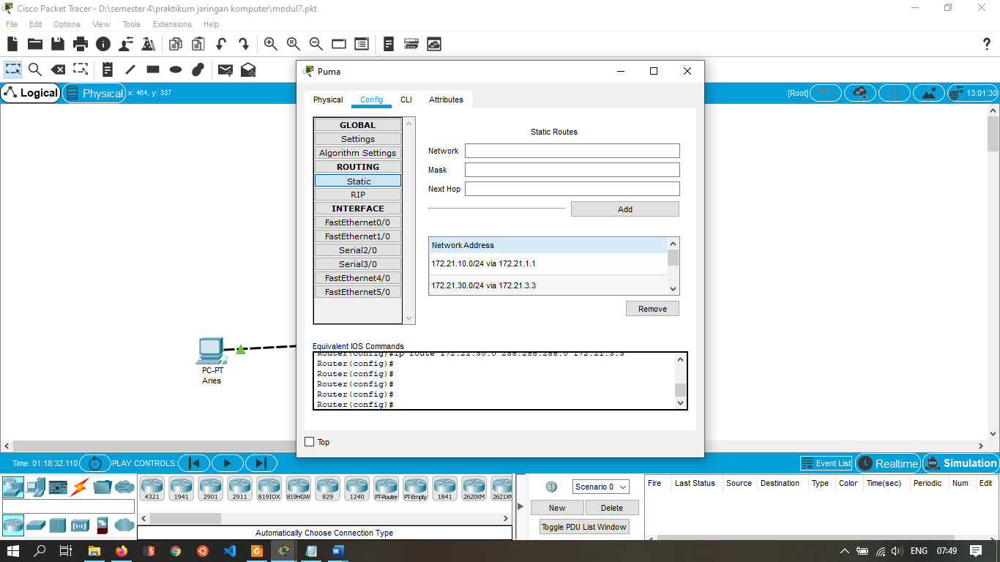 Cisco Packet Tracer - D:\semester 4\praktikum jaringan komputer\modul7.pkt
File Edit Options View Tools Extensions Help
?
Puma
Logical Physical x: 464, y: 337
[Root] 13:01:30
Physical Config CLI Attributes
GLOBAL
Settings
Algorithm Settings
ROUTING
Static
RIP
INTERFACE
FastEthernet0/0
FastEthernet1/0
Serial2/0
Serial3/0
FastEthernet4/0
FastEthernet5/0
Static Routes
Network
Mask
Next Hop
Add
Network Address
172.21.10.0/24 via 172.21.1.1
172.21.30.0/24 via 172.21.3.3
Remove
Equivalent IOS Commands
Router(config)#ip route 172.21.30.0 255.255.255.0 172.21.3.3
Router(config)#
Router(config)#
Router(config)#
Router(config)#
Router(config)#
Top
PC-PT
Aries
Time: 01:18:32.110 PLAY CONTROLS:
Event List Realtime Simulation
4321 1941 2901 2911 819IOX 819HGW 829 1240 PT-Router PT-Empty 1841 2620XM 2621XM
Automatically Choose Connection Type
Scenario 0
New Delete
Toggle PDU List Window
Fire Last Status Source Destination Type Color Time(sec) Periodic Num Edit
ENG 07:49